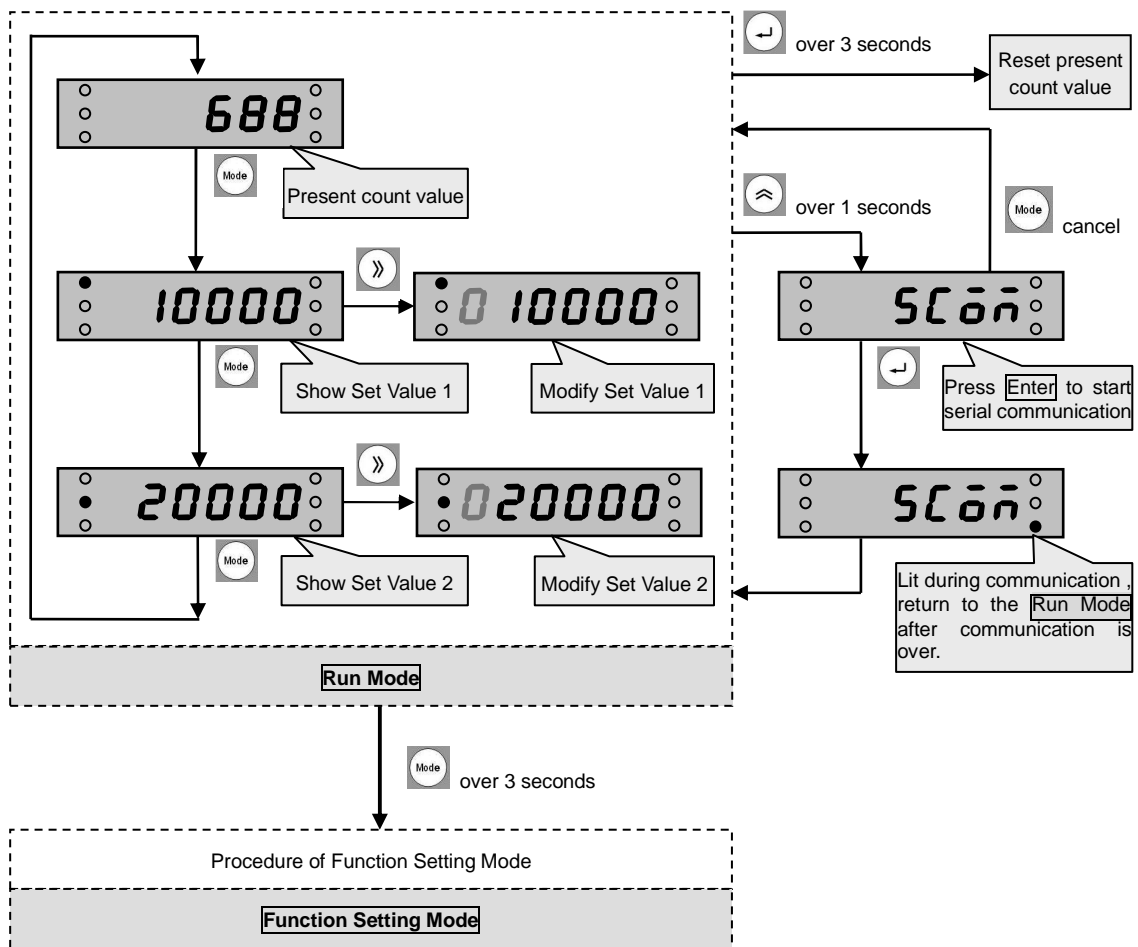 over 3 seconds
Reset present
count value
688
Mode
Present count value
over 1 seconds
Mode
cancel
10000
0 10000
SCōn̄
Mode
Show Set Value 1
Modify Set Value 1
Press Enter to start
serial communication
20000
020000
SCōn̄
Mode
Show Set Value 2
Modify Set Value 2
Lit during communication ,
return to the Run Mode
after communication is
over.
Run Mode
Mode
over 3 seconds
Procedure of Function Setting Mode
Function Setting Mode